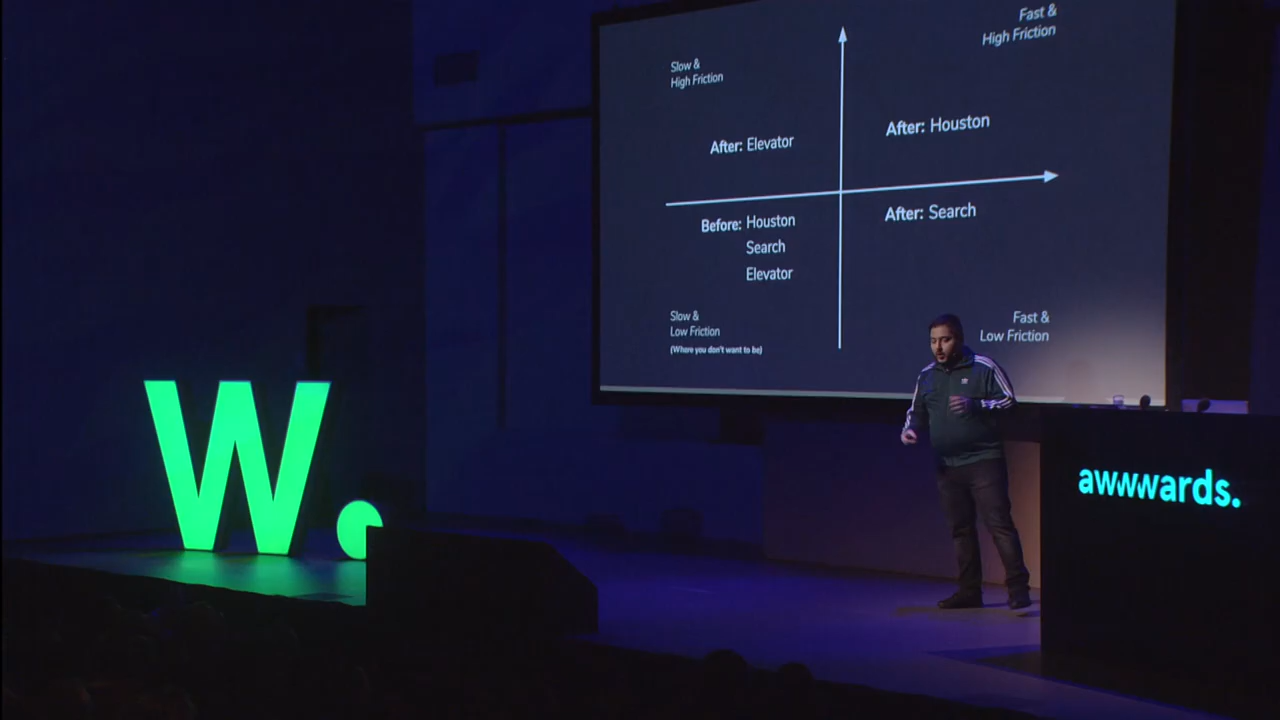 Slow &
High Friction
Fast &
High Friction
After: Elevator
After: Houston
Before: Houston
Search
Elevator
After: Search
Slow &
Low Friction
(Where you don't want to be)
Fast &
Low Friction
W.
awwwards.